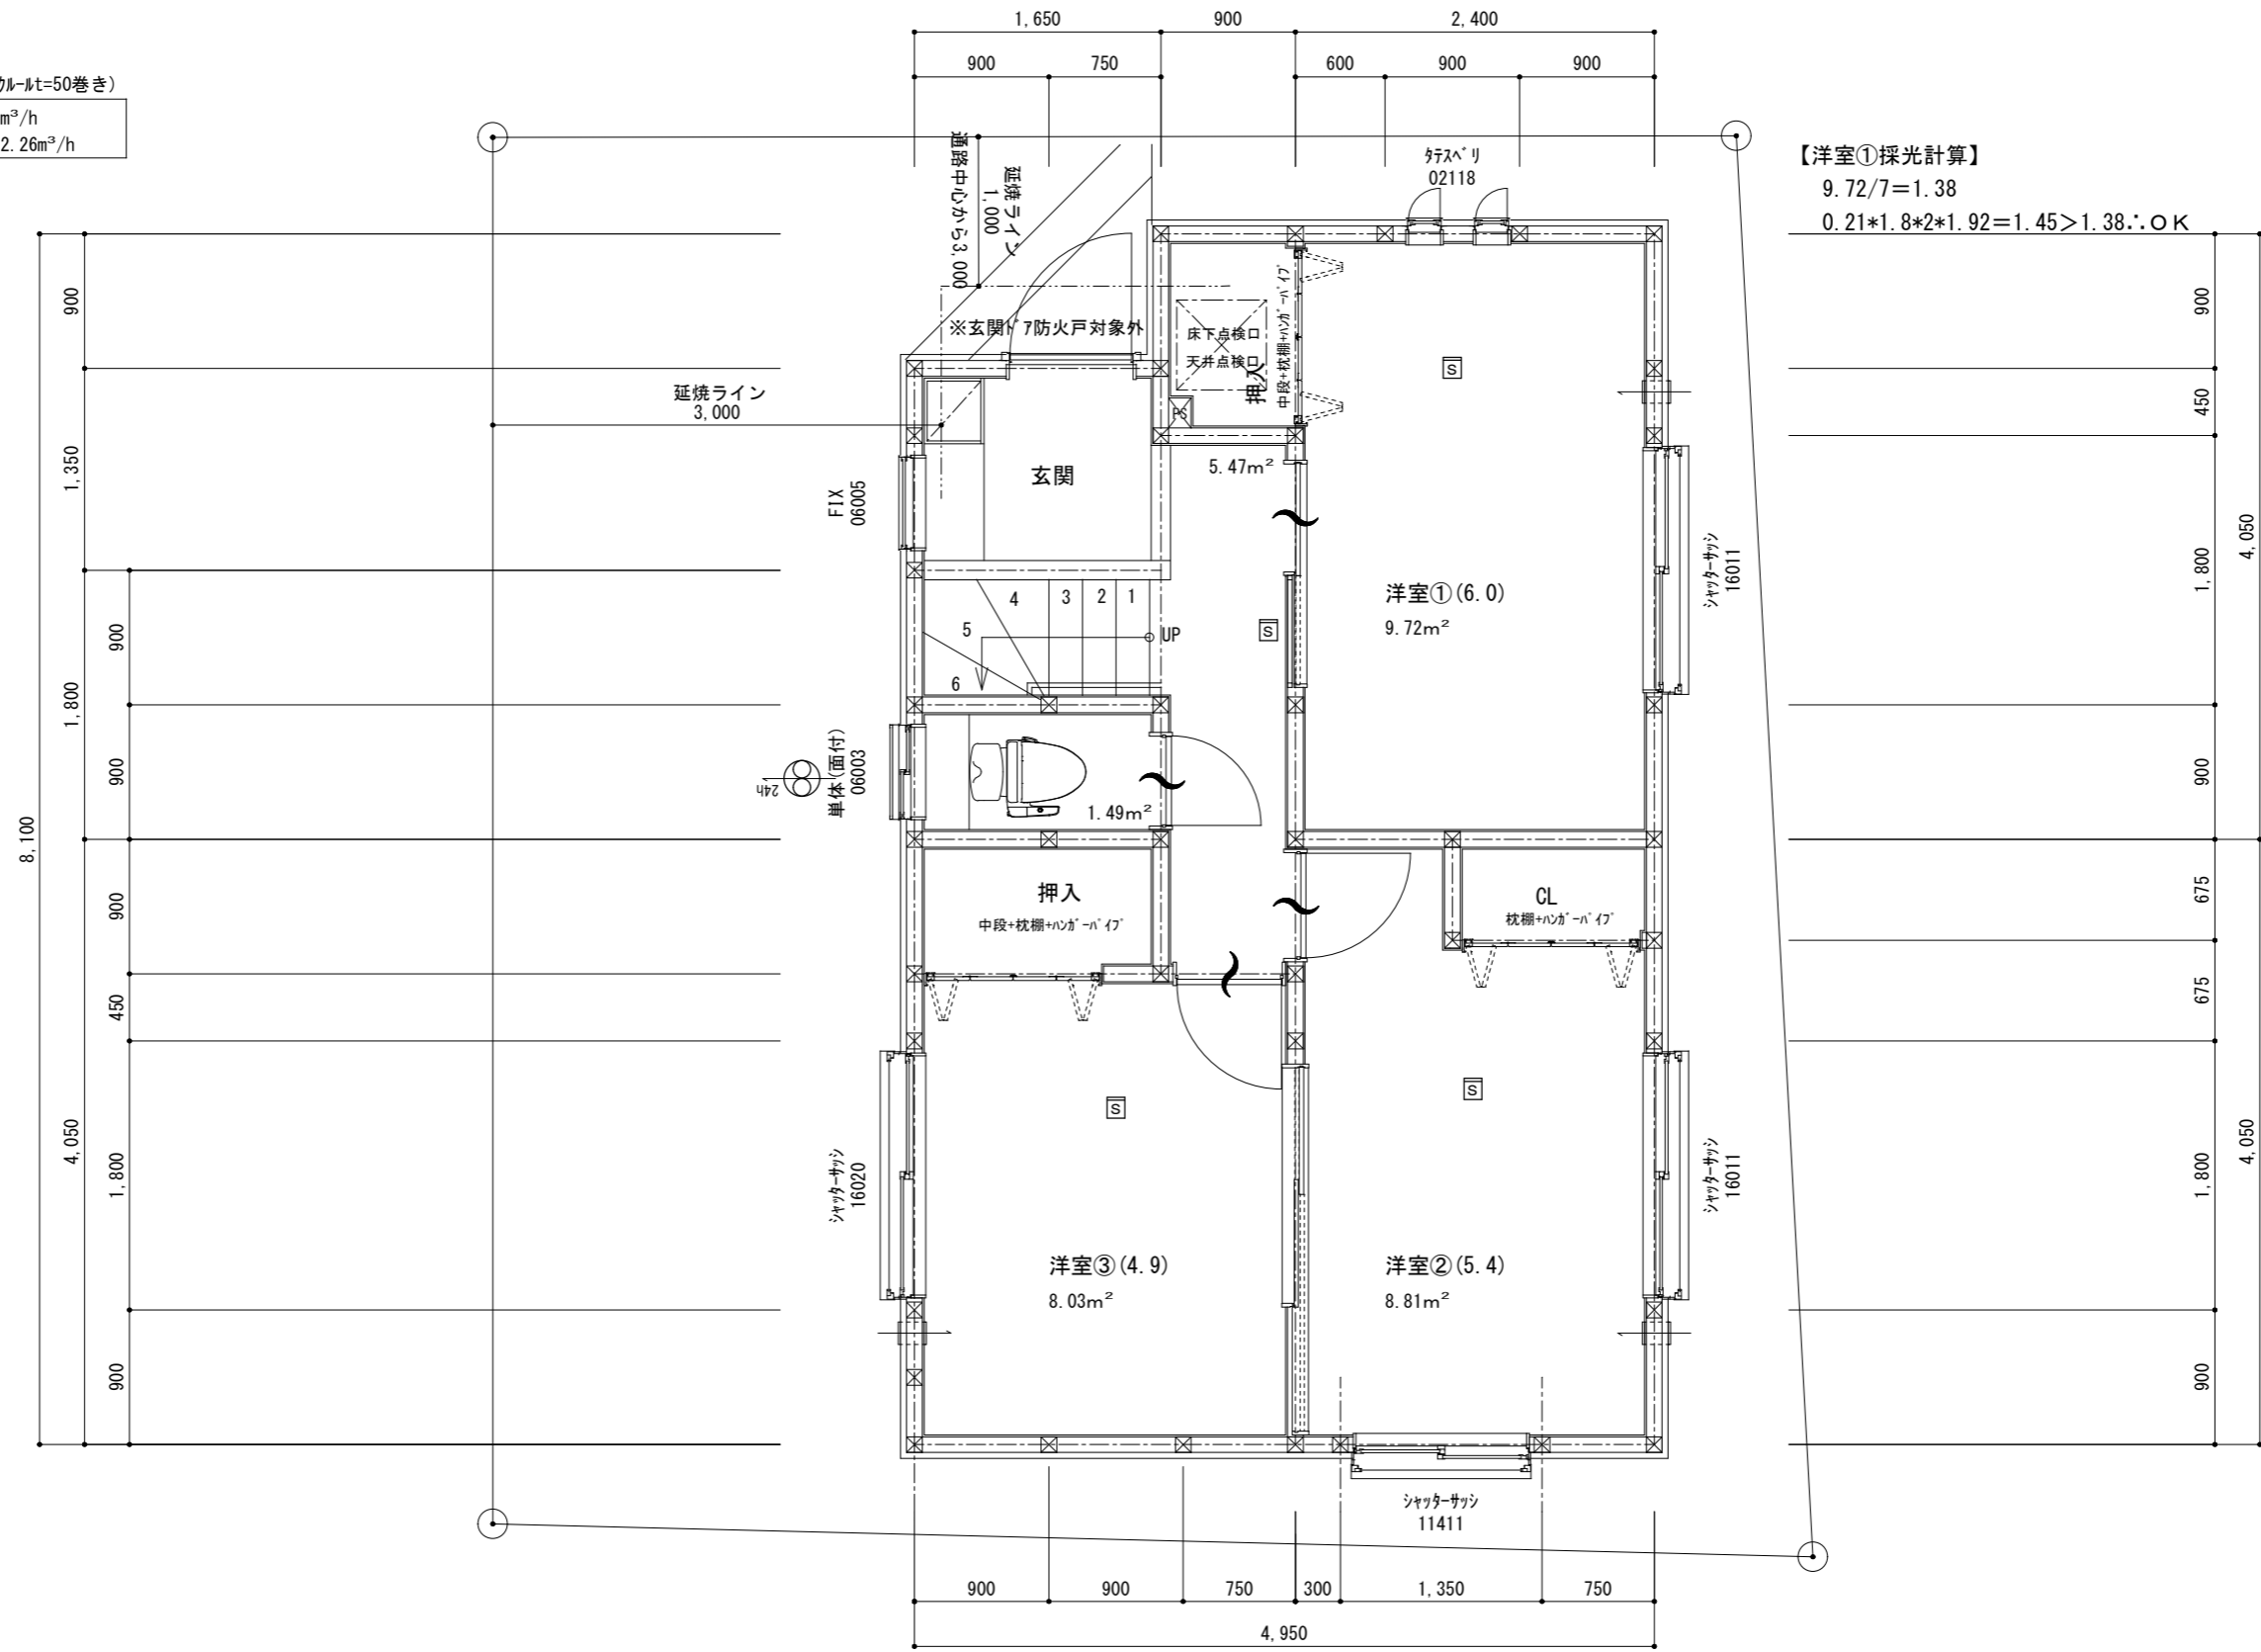 ｸﾙｰﾙt=50巻き)
m³/h
2.26m³/h
1,650
900
2,400
900
750
600
900
900
【洋室①採光計算】
9.72/7=1.38
0.21*1.8*2*1.92=1.45>1.38∴ＯＫ
通路中心から3,000
延焼ライン
1,000
ﾀﾃｽﾍﾞﾘ
02118
※玄関ﾄﾞｱ防火戸対象外
床下点検口
天井点検口
押入
中段+枕棚+ﾊﾝｶﾞｰﾊﾟｲﾌﾟ
PS
S
延焼ライン
3,000
玄関
5.47m²
FIX
06005
洋室①(6.0)
9.72m²
S
シャッターサッシ
16011
4
3
2
1
5
6
UP
24h
単体(面付)
06003
1.49m²
押入
中段+枕棚+ﾊﾝｶﾞｰﾊﾟｲﾌﾟ
CL
枕棚+ﾊﾝｶﾞｰﾊﾟｲﾌﾟ
S
S
シャッターサッシ
16020
洋室③(4.9)
8.03m²
洋室②(5.4)
8.81m²
シャッターサッシ
16011
シャッターサッシ
11411
8,100
900
1,350
1,800
4,050
900
900
900
450
1,800
900
900
450
1,800
900
675
675
1,800
900
4,050
4,050
900
900
750
300
1,350
750
4,950